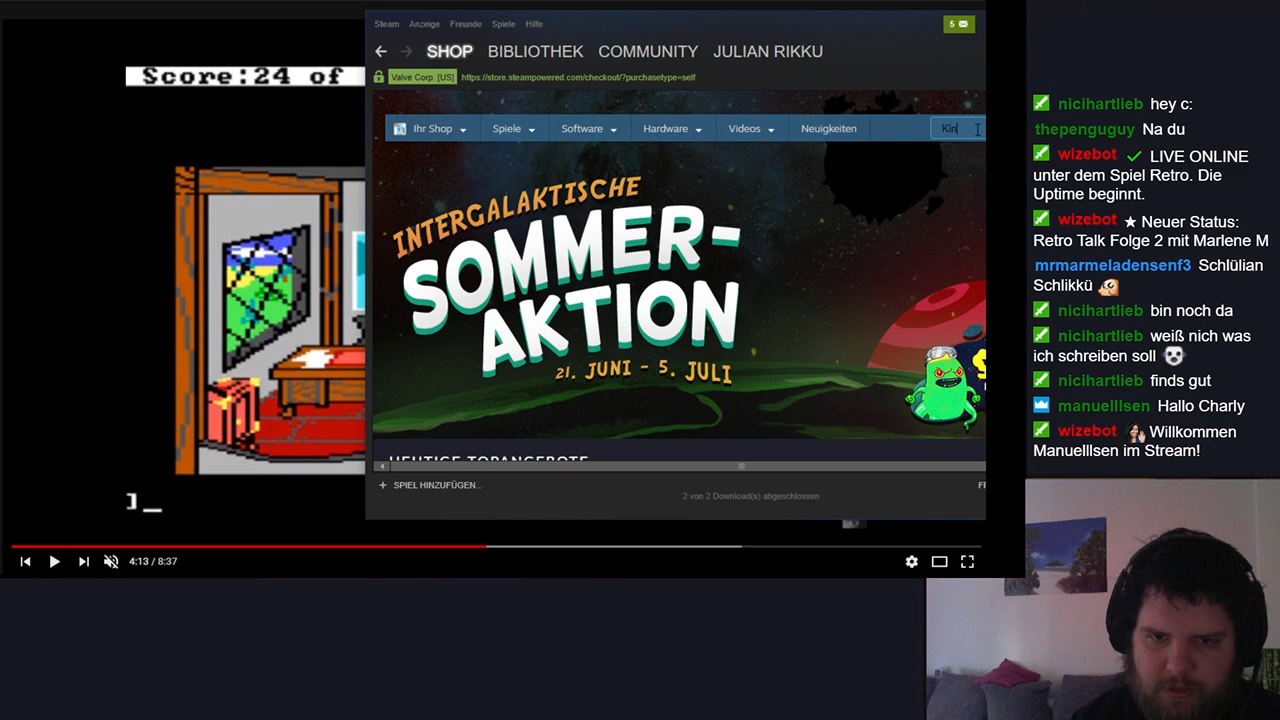 Score:24 of
]_
4:13 / 8:37
Steam Anzeige Freunde Spiele Hilfe
5
SHOP BIBLIOTHEK COMMUNITY JULIAN RIKKU
Valve Corp. [US] https://store.steampowered.com/checkout/?purchasetype=self
Ihr Shop Spiele Software Hardware Videos Neuigkeiten Kin
INTERGALAKTISCHE
SOMMER-
AKTION
21. JUNI - 5. JULI
HEUTIGE TOPANGEBOTE
+ SPIEL HINZUFÜGEN...
2 von 2 Download(s) abgeschlossen
nicihartlieb hey c:
thepenguguy Na du
wizebot ✓ LIVE ONLINE
unter dem Spiel Retro. Die
Uptime beginnt.
wizebot ★ Neuer Status:
Retro Talk Folge 2 mit Marlene M
mrmarmeladensenf3 Schlülian
Schlikkü
nicihartlieb bin noch da
nicihartlieb weiß nich was
ich schreiben soll
nicihartlieb finds gut
manuelllsen Hallo Charly
wizebot Willkommen
Manuelllsen im Stream!